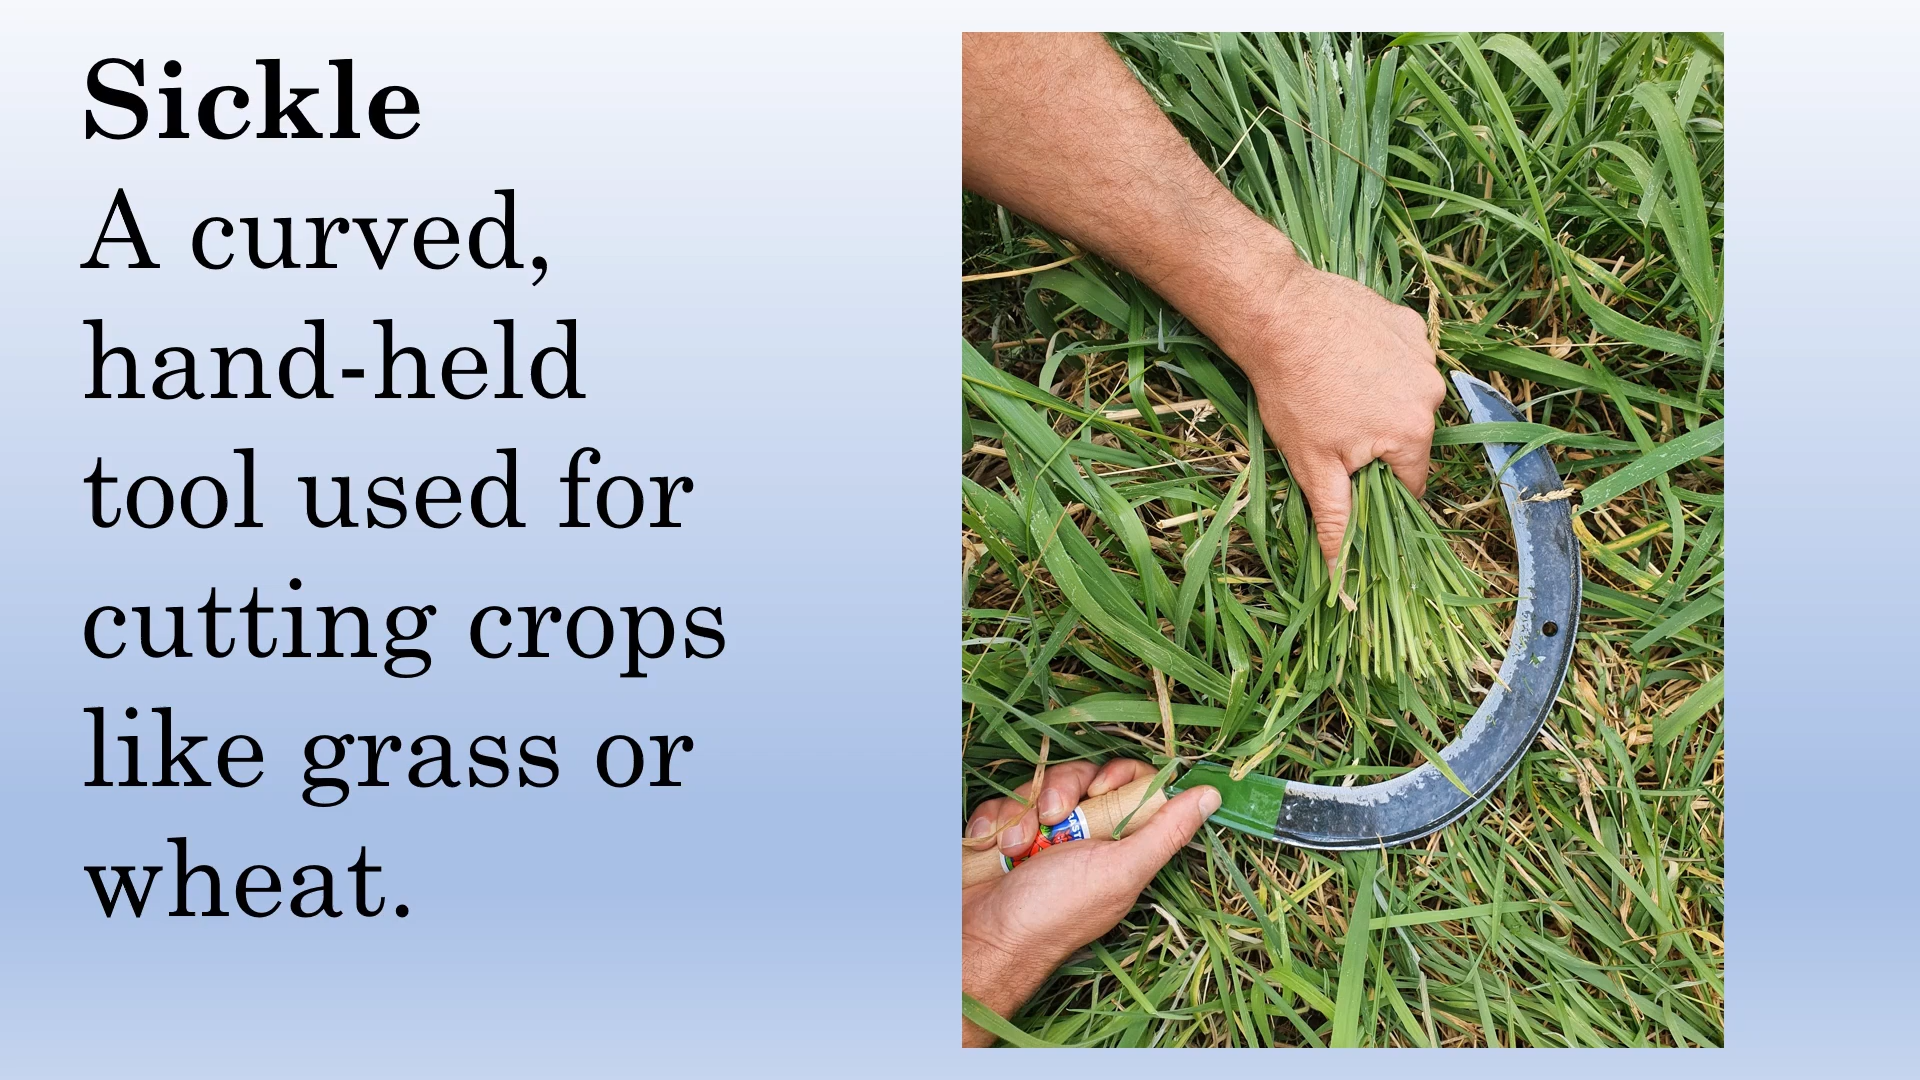 Sickle
A curved,
hand-held
tool used for
cutting crops
like grass or
wheat.